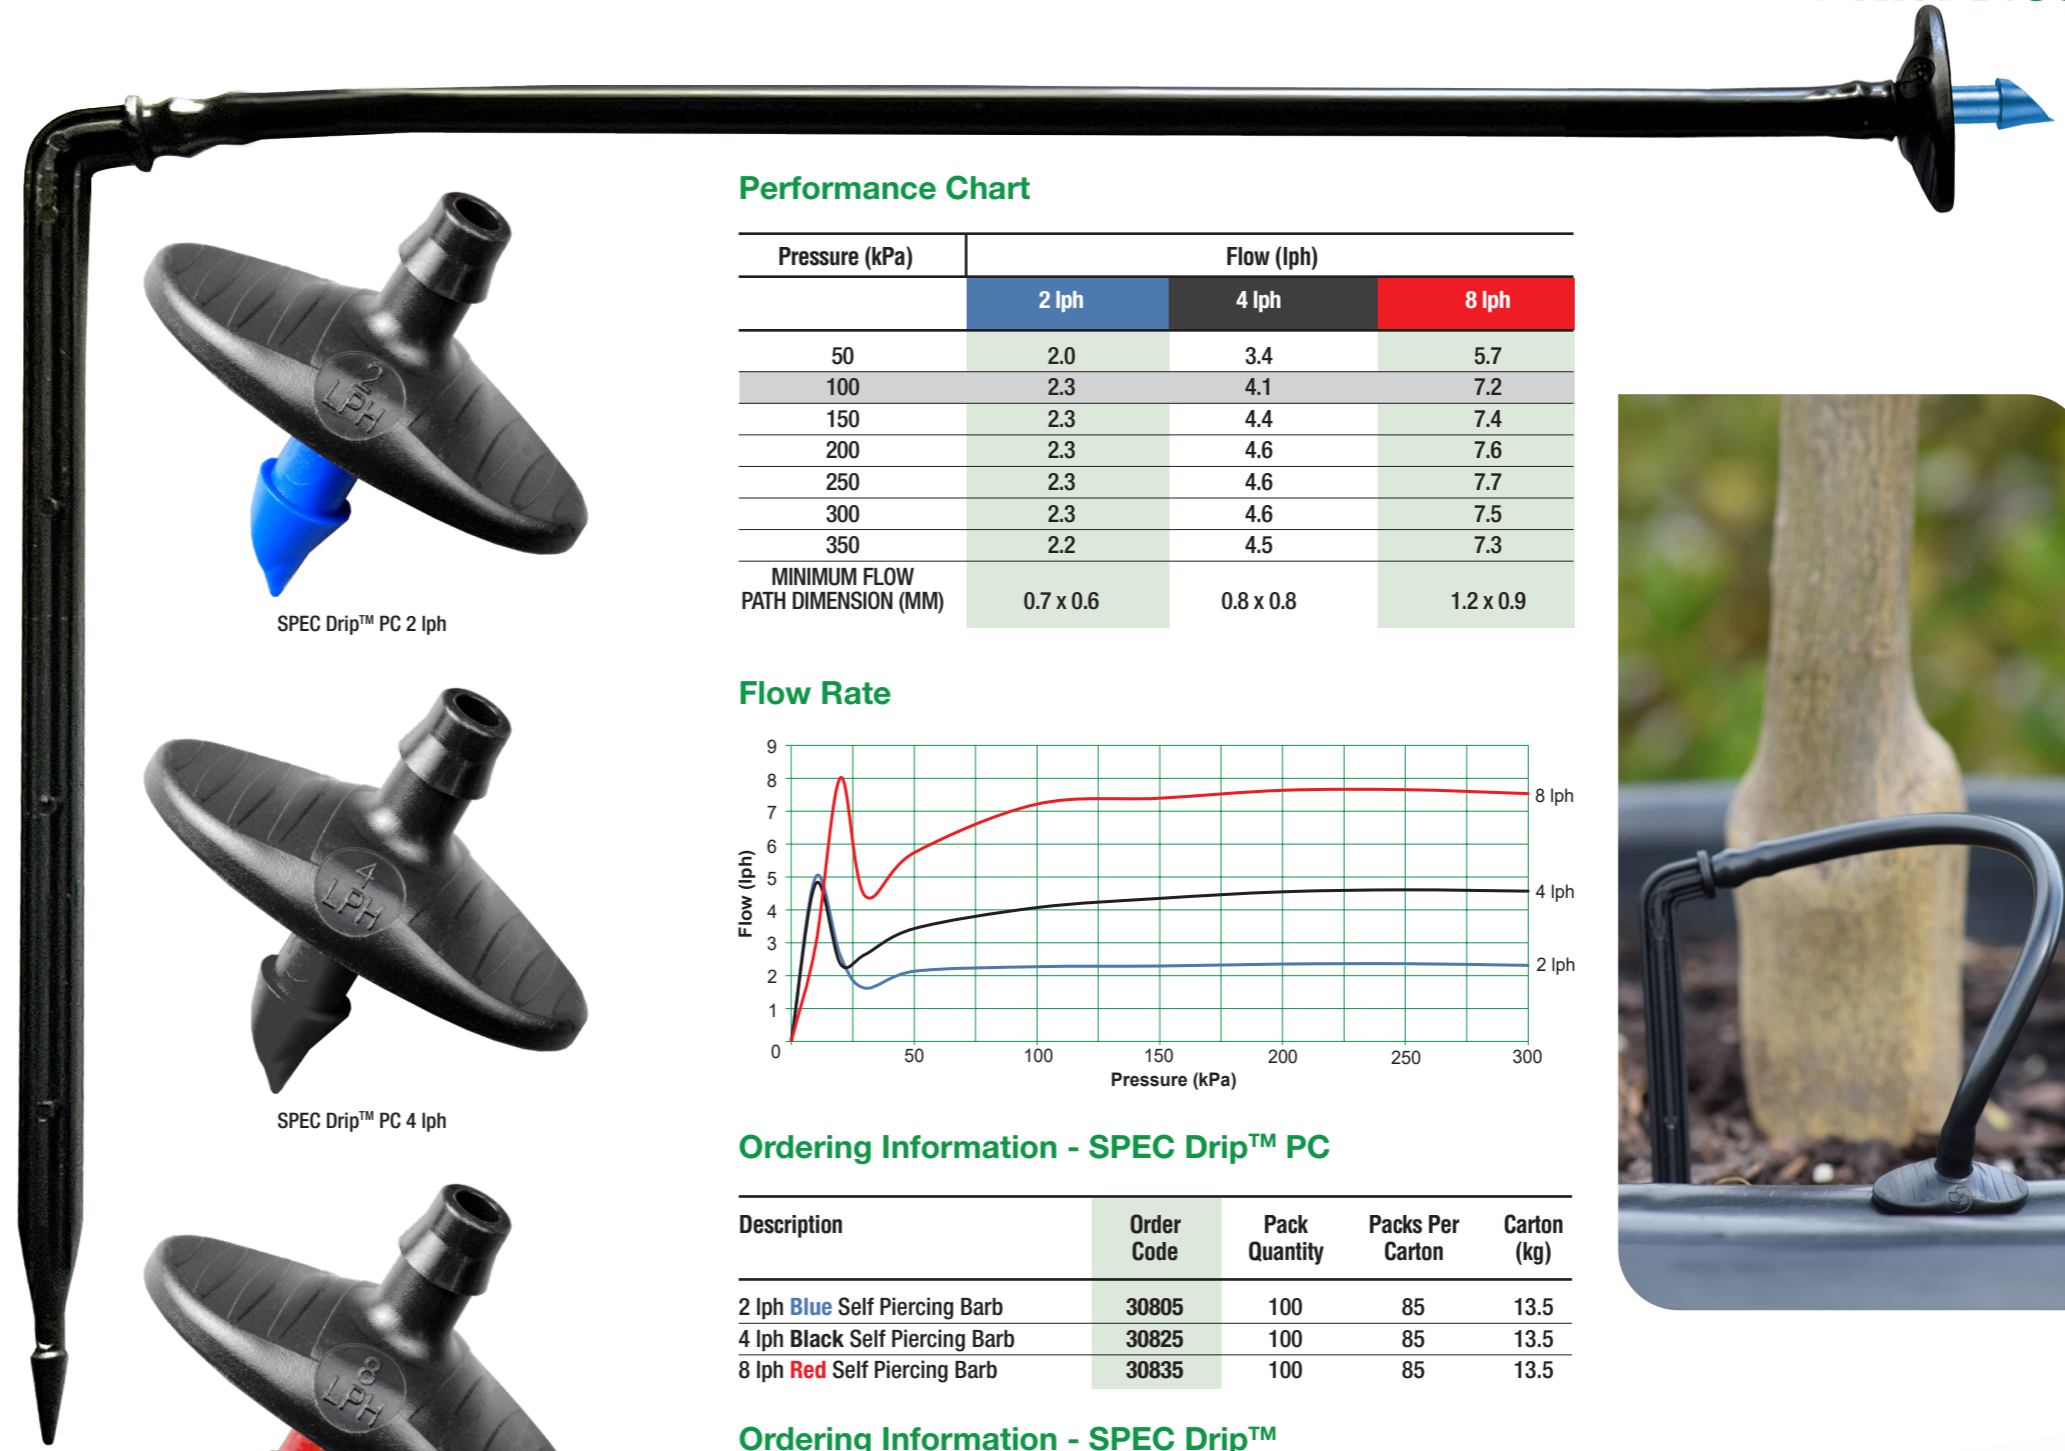 2
LPH
SPEC Drip™ PC 2 lph
4
LPH
SPEC Drip™ PC 4 lph
8
LPH
Performance Chart
Pressure (kPa) Flow (lph)
2 lph 4 lph 8 lph
50 2.0 3.4 5.7
100 2.3 4.1 7.2
150 2.3 4.4 7.4
200 2.3 4.6 7.6
250 2.3 4.6 7.7
300 2.3 4.6 7.5
350 2.2 4.5 7.3
MINIMUM FLOW
PATH DIMENSION (MM) 0.7 x 0.6 0.8 x 0.8 1.2 x 0.9
Flow Rate
Flow (lph)
9
8
7
6
5
4
3
2
1
0
50 100 150 200 250 300
Pressure (kPa)
8 lph
4 lph
2 lph
Ordering Information - SPEC Drip™ PC
Description Order Code Pack Quantity Packs Per Carton Carton (kg)
2 lph Blue Self Piercing Barb 30805 100 85 13.5
4 lph Black Self Piercing Barb 30825 100 85 13.5
8 lph Red Self Piercing Barb 30835 100 85 13.5
Ordering Information - SPEC Drip™